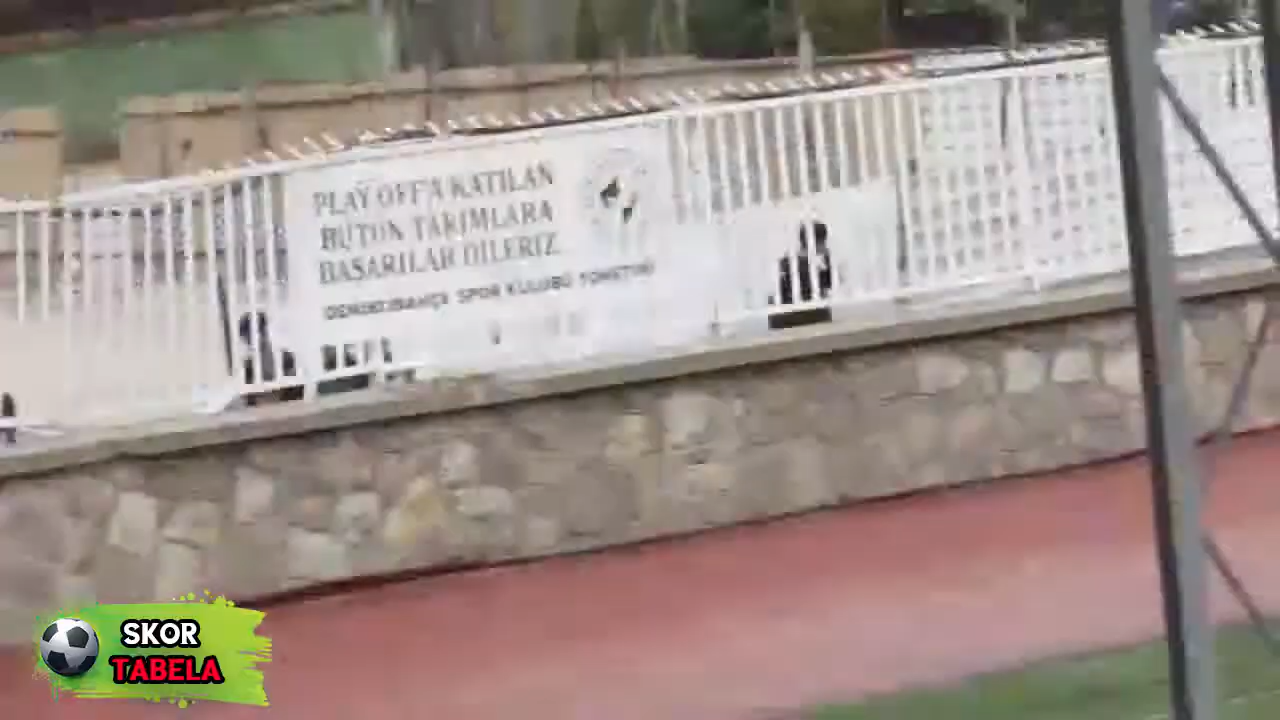 PLAY OFF'A KATILAN
BÜTÜN TAKIMLARA
BAŞARILAR DİLERİZ
SPOR KULÜBÜ YÖNETİMİ
SKOR
TABELA